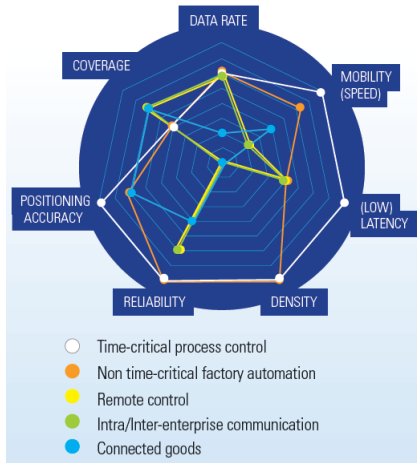 DATA RATE
COVERAGE
MOBILITY
(SPEED)
POSITIONING
ACCURACY
(LOW)
LATENCY
RELIABILITY
DENSITY
Time-critical process control
Non time-critical factory automation
Remote control
Intra/Inter-enterprise communication
Connected goods